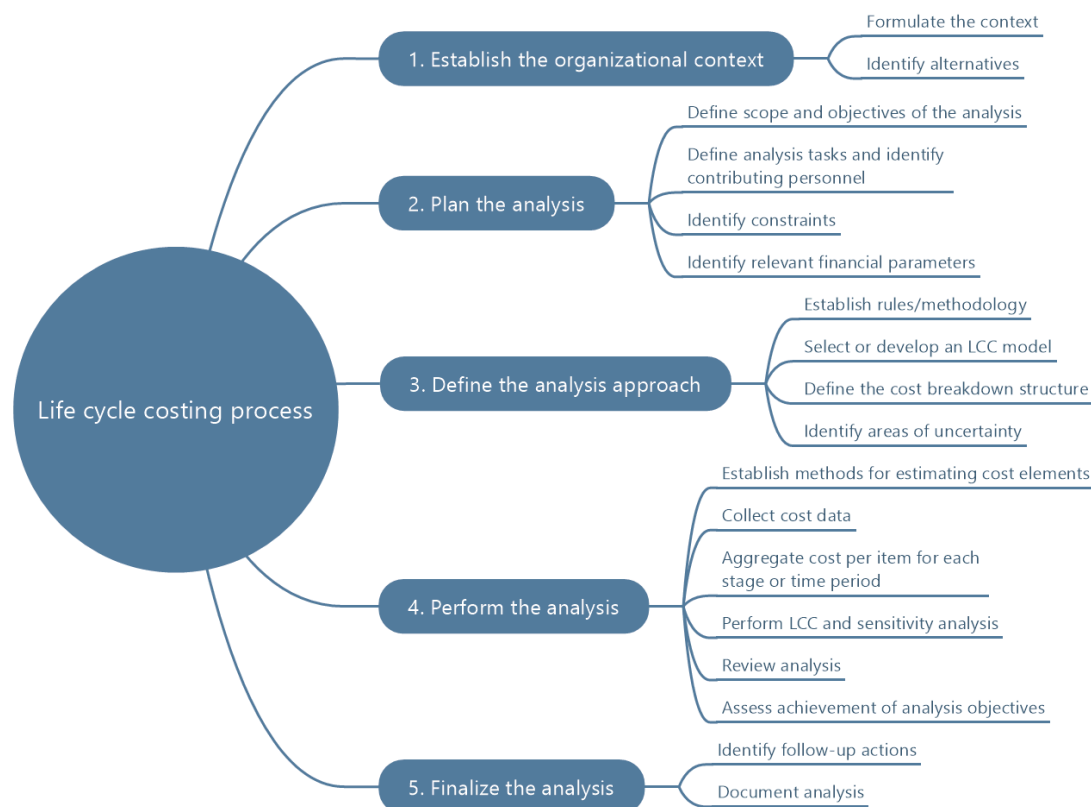 Life cycle costing process
1. Establish the organizational context
Formulate the context
Identify alternatives
2. Plan the analysis
Define scope and objectives of the analysis
Define analysis tasks and identify
contributing personnel
Identify constraints
Identify relevant financial parameters
3. Define the analysis approach
Establish rules/methodology
Select or develop an LCC model
Define the cost breakdown structure
Identify areas of uncertainty
4. Perform the analysis
Establish methods for estimating cost elements
Collect cost data
Aggregate cost per item for each
stage or time period
Perform LCC and sensitivity analysis
Review analysis
Assess achievement of analysis objectives
5. Finalize the analysis
Identify follow-up actions
Document analysis